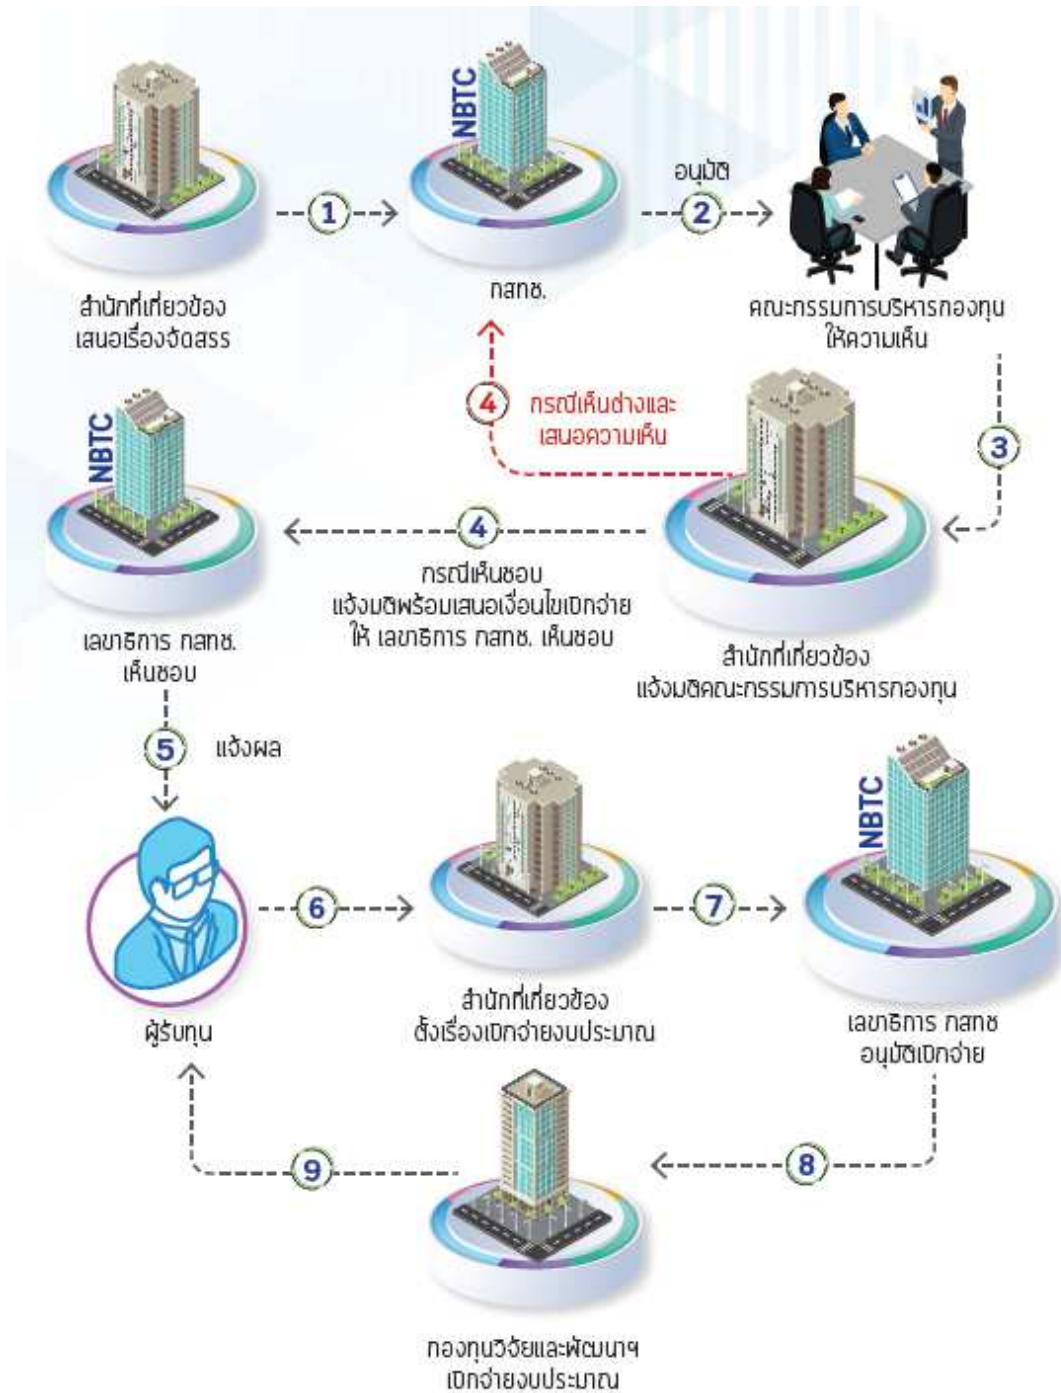 NBTC
อนุมัติ
1
2
สำนักที่เกี่ยวข้อง
เสนอเรื่องจัดสรร
กสทช.
คณะกรรมการบริหารกองทุน
ให้ความเห็น
4
กรณีเห็นต่างและ
เสนอความเห็น
3
NBTC
4
กรณีเห็นชอบ
แจ้งมติพร้อมเสนอเงื่อนไขเบิกจ่าย
ให้ เลขาธิการ กสทช. เห็นชอบ
เลขาธิการ กสทช.
เห็นชอบ
สำนักที่เกี่ยวข้อง
แจ้งมติคณะกรรมการบริหารกองทุน
5
แจ้งผล
NBTC
6
7
ผู้รับทุน
สำนักที่เกี่ยวข้อง
ตั้งเรื่องเบิกจ่ายงบประมาณ
เลขาธิการ กสทช
อนุมัติเบิกจ่าย
8
9
กองทุนวิจัยและพัฒนาฯ
เบิกจ่ายงบประมาณ